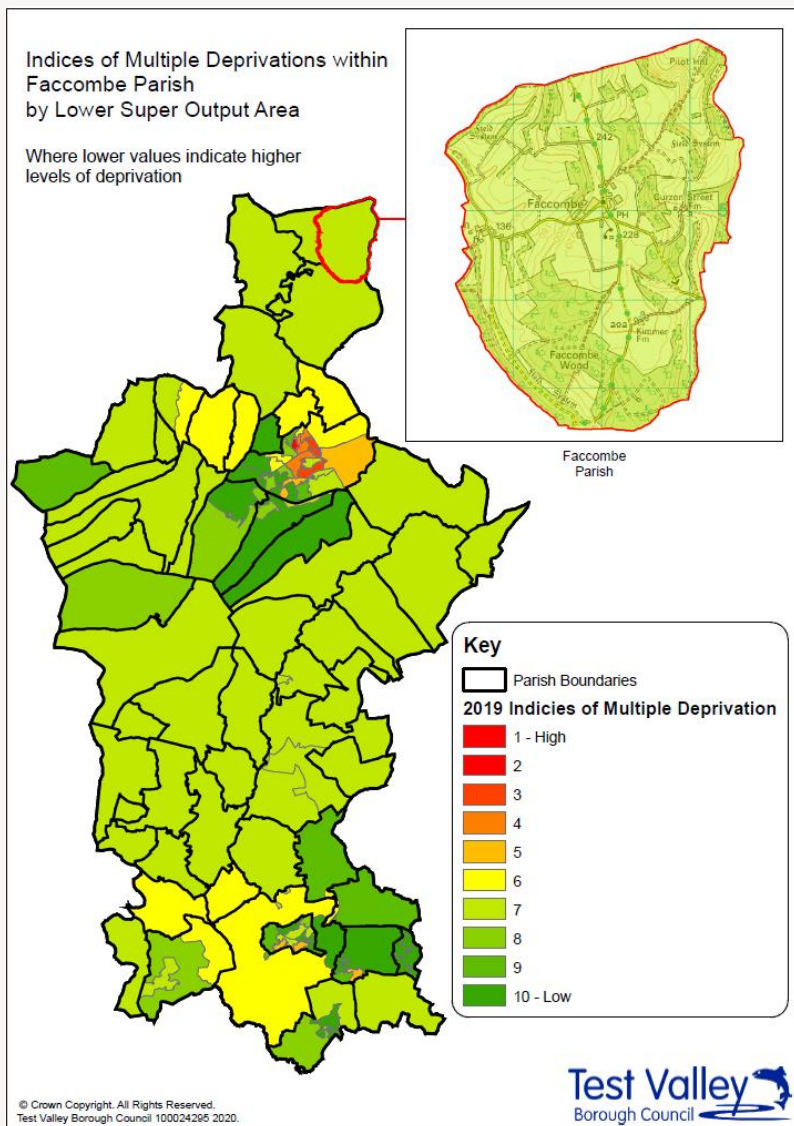 Indices of Multiple Deprivations within
Faccombe Parish
by Lower Super Output Area
Where lower values indicate higher
levels of deprivation
Pilot Hill
Field
System
242
Field System
Faccombe
Curzon Street
Fm
PH
136
228
202
Kimmer
Fm
Faccombe
Wood
Faccombe
Parish
Key
Parish Boundaries
2019 Indicies of Multiple Deprivation
1 - High
2
3
4
5
6
7
8
9
10 - Low
© Crown Copyright. All Rights Reserved.
Test Valley Borough Council 100024295 2020.
Test Valley
Borough Council